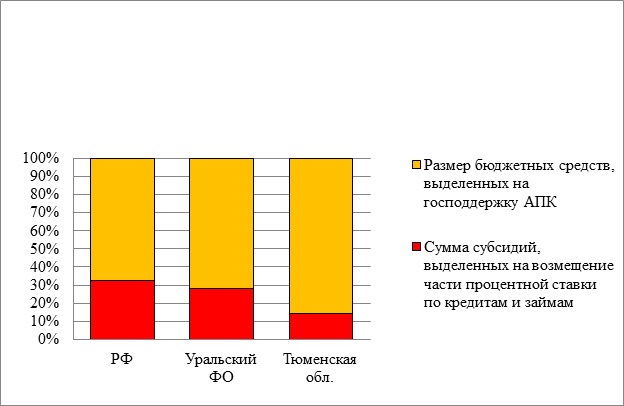 100%
90%
80%
70%
60%
50%
40%
30%
20%
10%
0%
РФ
Уральский
ФО
Тюменская
обл.
Размер бюджетных средств,
выделенных на
господдержку АПК
Сумма субсидий,
выделенных на возмещение
части процентной ставки
по кредитам и займам